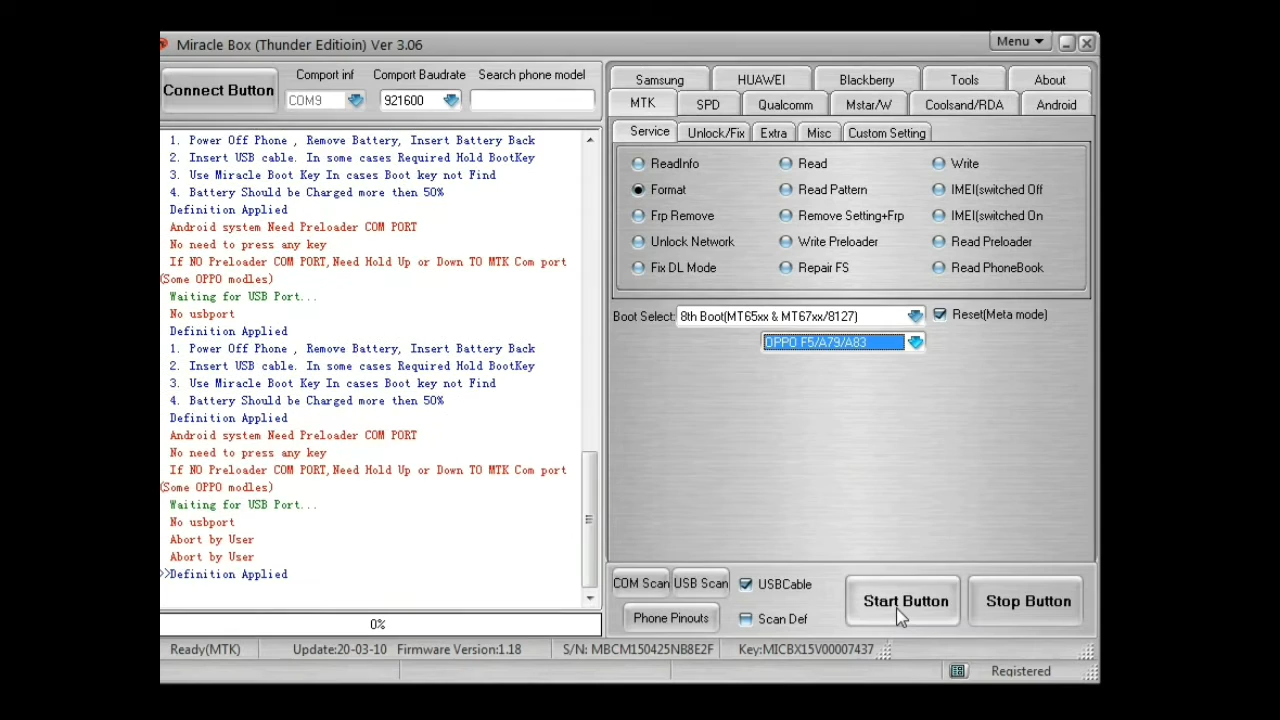 Miracle Box (Thunder Editioin) Ver 3.06
Menu
Connect Button
Comport inf
Comport Baudrate
Search phone model
COM9
921600
1. Power Off Phone , Remove Battery, Insert Battery Back
2. Insert USB cable. In some cases Required Hold BootKey
3. Use Miracle Boot Key In cases Boot key not Find
4. Battery Should be Charged more then 50%
Definition Applied
Android system Need Preloader COM PORT
No need to press any key
If NO Preloader COM PORT,Need Hold Up or Down TO MTK Com port
(Some OPPO modles)
Waiting for USB Port...
No usbport
Definition Applied
1. Power Off Phone , Remove Battery, Insert Battery Back
2. Insert USB cable. In some cases Required Hold BootKey
3. Use Miracle Boot Key In cases Boot key not Find
4. Battery Should be Charged more then 50%
Definition Applied
Android system Need Preloader COM PORT
No need to press any key
If NO Preloader COM PORT,Need Hold Up or Down TO MTK Com port
(Some OPPO modles)
Waiting for USB Port...
No usbport
Abort by User
Abort by User
>>Definition Applied
0%
Samsung HUAWEI Blackberry Tools About
MTK SPD Qualcomm Mstar/W Coolsand/RDA Android
Service Unlock/Fix Extra Misc Custom Setting
ReadInfo Read Write
Format Read Pattern IMEI(switched Off
Frp Remove Remove Setting+Frp IMEI(switched On
Unlock Network Write Preloader Read Preloader
Fix DL Mode Repair FS Read PhoneBook
Boot Select: 8th Boot(MT65xx & MT67xx/8127) Reset(Meta mode)
OPPO F5/A79/A83
COM Scan USB Scan USBCable
Phone Pinouts Scan Def
Start Button Stop Button
Ready(MTK) Update:20-03-10 Firmware Version:1.18 S/N: MBCM150425NB8E2F Key:MICBX15V00007437
Registered